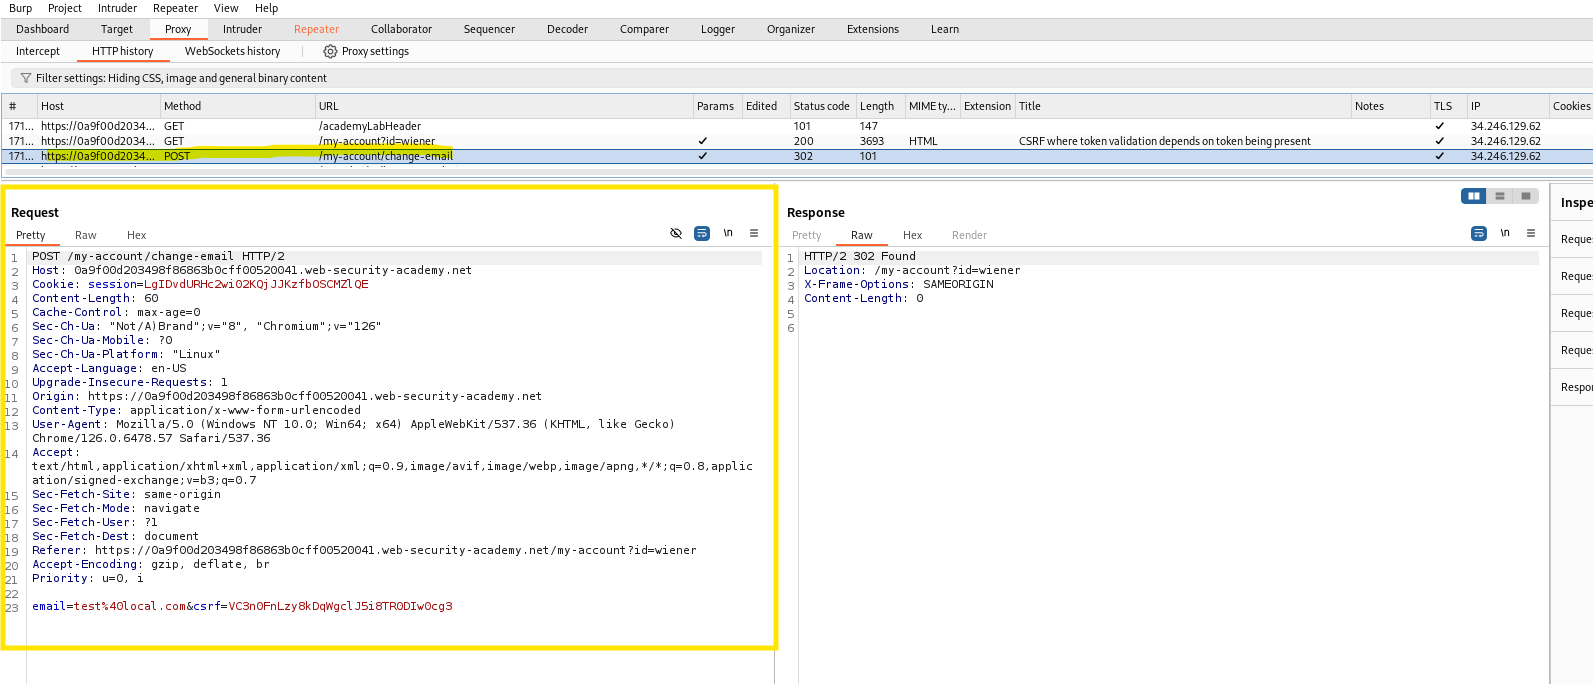 Burp Project Intruder Repeater View Help
Dashboard Target Proxy Intruder Repeater Collaborator Sequencer Decoder Comparer Logger Organizer Extensions Learn
Intercept HTTP history WebSockets history Proxy settings
Filter settings: Hiding CSS, image and general binary content
# Host Method URL Params Edited Status code Length MIME ty... Extension Title Notes TLS IP Cookies
171... https://0a9f00d2034... GET /academyLabHeader 101 147 ✓ 34.246.129.62
171... https://0a9f00d2034... GET /my-account?id=wiener ✓ 200 3693 HTML CSRF where token validation depends on token being present ✓ 34.246.129.62
171... https://0a9f00d2034... POST /my-account/change-email ✓ 302 101 ✓ 34.246.129.62
Request
Pretty Raw Hex \n
1 POST /my-account/change-email HTTP/2
2 Host: 0a9f00d203498f86863b0cff00520041.web-security-academy.net
3 Cookie: session=LgIDvdURHc2wi02KQjJJKzfbOSCMZlQE
4 Content-Length: 60
5 Cache-Control: max-age=0
6 Sec-Ch-Ua: "Not/A)Brand";v="8", "Chromium";v="126"
7 Sec-Ch-Ua-Mobile: ?0
8 Sec-Ch-Ua-Platform: "Linux"
9 Accept-Language: en-US
10 Upgrade-Insecure-Requests: 1
11 Origin: https://0a9f00d203498f86863b0cff00520041.web-security-academy.net
12 Content-Type: application/x-www-form-urlencoded
13 User-Agent: Mozilla/5.0 (Windows NT 10.0; Win64; x64) AppleWebKit/537.36 (KHTML, like Gecko)
Chrome/126.0.6478.57 Safari/537.36
14 Accept:
text/html,application/xhtml+xml,application/xml;q=0.9,image/avif,image/webp,image/apng,*/*;q=0.8,applic
ation/signed-exchange;v=b3;q=0.7
15 Sec-Fetch-Site: same-origin
16 Sec-Fetch-Mode: navigate
17 Sec-Fetch-User: ?1
18 Sec-Fetch-Dest: document
19 Referer: https://0a9f00d203498f86863b0cff00520041.web-security-academy.net/my-account?id=wiener
20 Accept-Encoding: gzip, deflate, br
21 Priority: u=0, i
22
23 email=test%40local.com&csrf=VC3n0FnLzy8kDqWgclJ5i8TR0DIw0cg3
Response
Pretty Raw Hex Render \n
1 HTTP/2 302 Found
2 Location: /my-account?id=wiener
3 X-Frame-Options: SAMEORIGIN
4 Content-Length: 0
5
6
Inspe
Reque
Reque
Reque
Reque
Respo